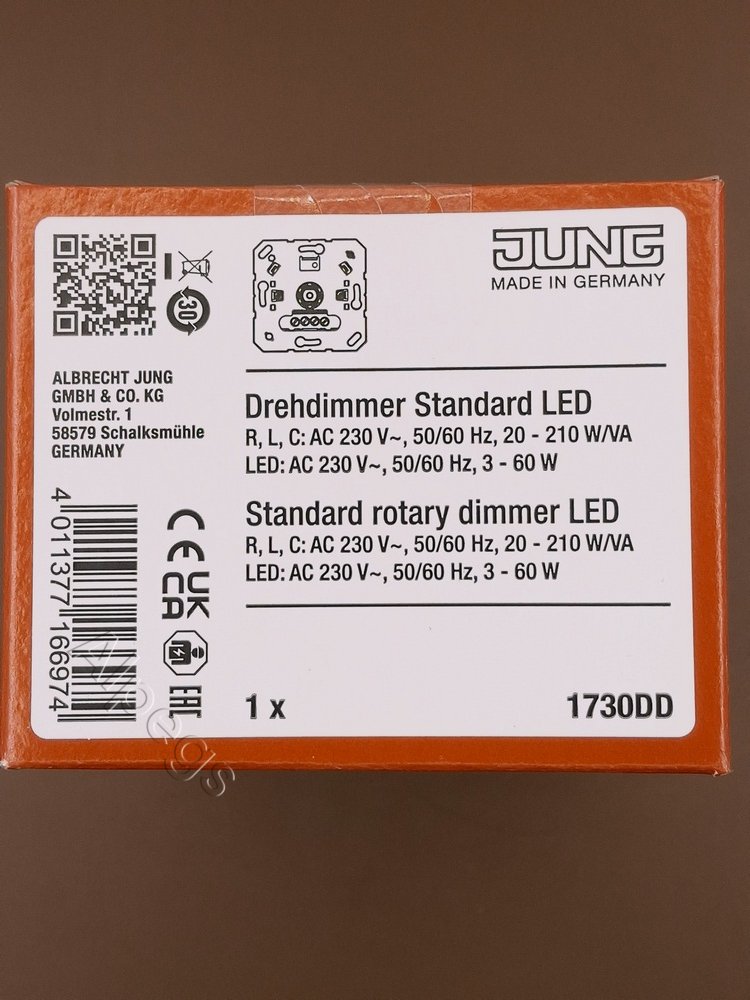 JUNG
MADE IN GERMANY
30
ALBRECHT JUNG
GMBH & CO. KG
Volmestr. 1
58579 Schalksmühle
GERMANY
Drehdimmer Standard LED
R, L, C: AC 230 V~, 50/60 Hz, 20 - 210 W/VA
LED: AC 230 V~, 50/60 Hz, 3 - 60 W
Standard rotary dimmer LED
R, L, C: AC 230 V~, 50/60 Hz, 20 - 210 W/VA
LED: AC 230 V~, 50/60 Hz, 3 - 60 W
4 011377 166974
CE
UK
CA
EAC
1 x
1730DD
Alpegs